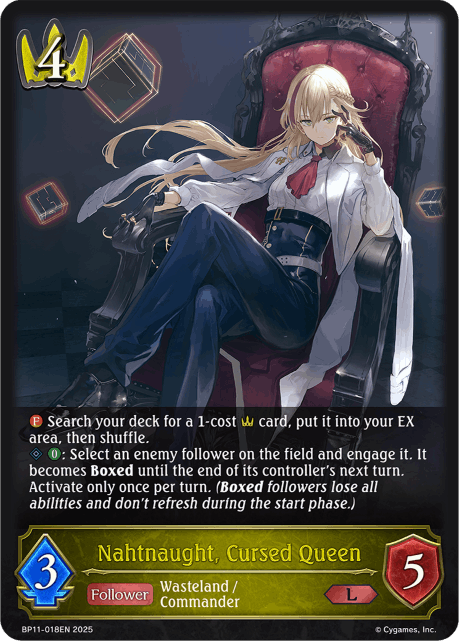 4
F Search your deck for a 1-cost card, put it into your EX
area, then shuffle.
0: Select an enemy follower on the field and engage it. It
becomes Boxed until the end of its controller's next turn.
Activate only once per turn. (Boxed followers lose all
abilities and don't refresh during the start phase.)
Nahtnaught, Cursed Queen
3
Follower
Wasteland /
Commander
L
5
BP11-018EN 2025
© Cygames, Inc.